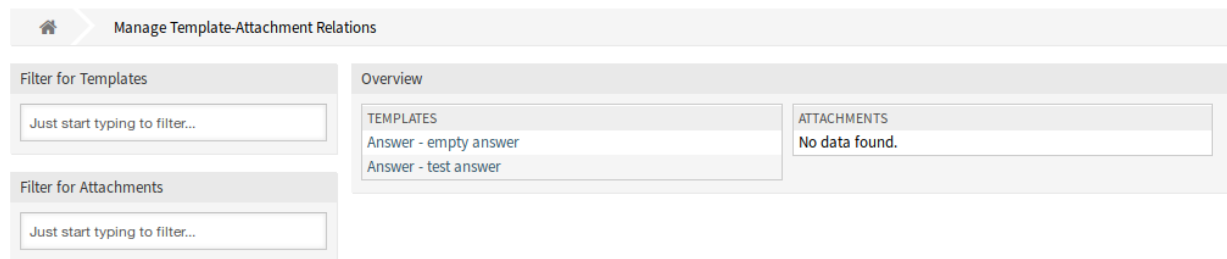 Manage Template-Attachment Relations
Filter for Templates
Just start typing to filter...
Filter for Attachments
Just start typing to filter...
Overview
TEMPLATES
Answer - empty answer
Answer - test answer
ATTACHMENTS
No data found.